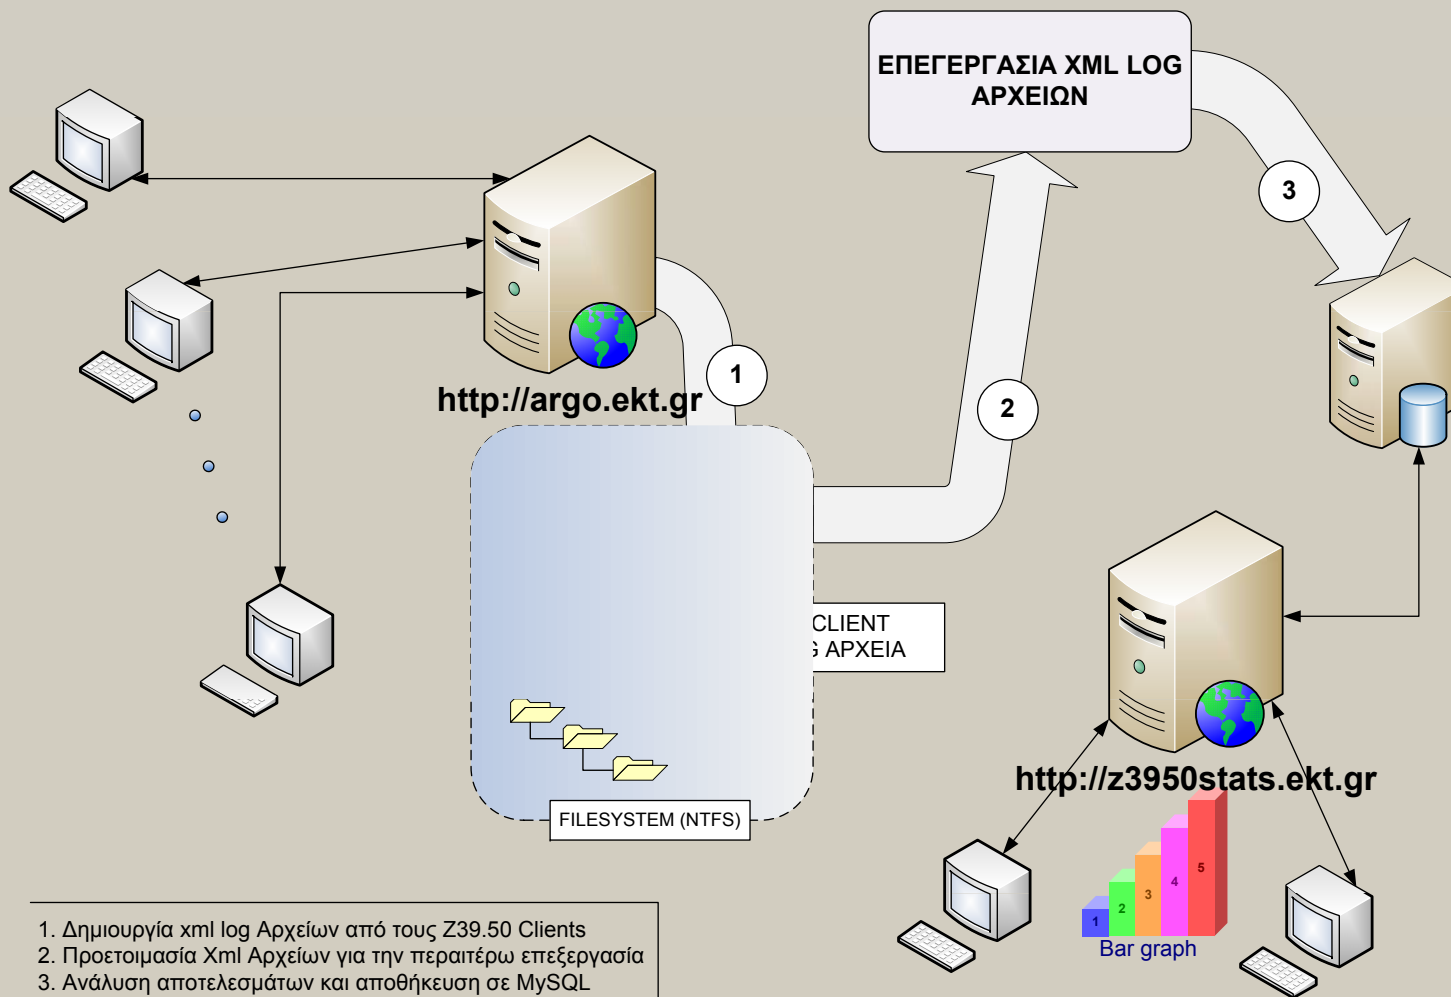 ΕΠΕΓΕΡΓΑΣΙΑ XML LOG
ΑΡΧΕΙΩΝ
3
1
2
http://argo.ekt.gr
CLIENT
ΑΡΧΕΙΑ
FILESYSTEM (NTFS)
http://z3950stats.ekt.gr
1
2
3
4
5
Bar graph
1. Δημιουργία xml log Αρχείων από τους Z39.50 Clients
2. Προετοιμασία Xml Αρχείων για την περαιτέρω επεξεργασία
3. Ανάλυση αποτελεσμάτων και αποθήκευση σε MySQL